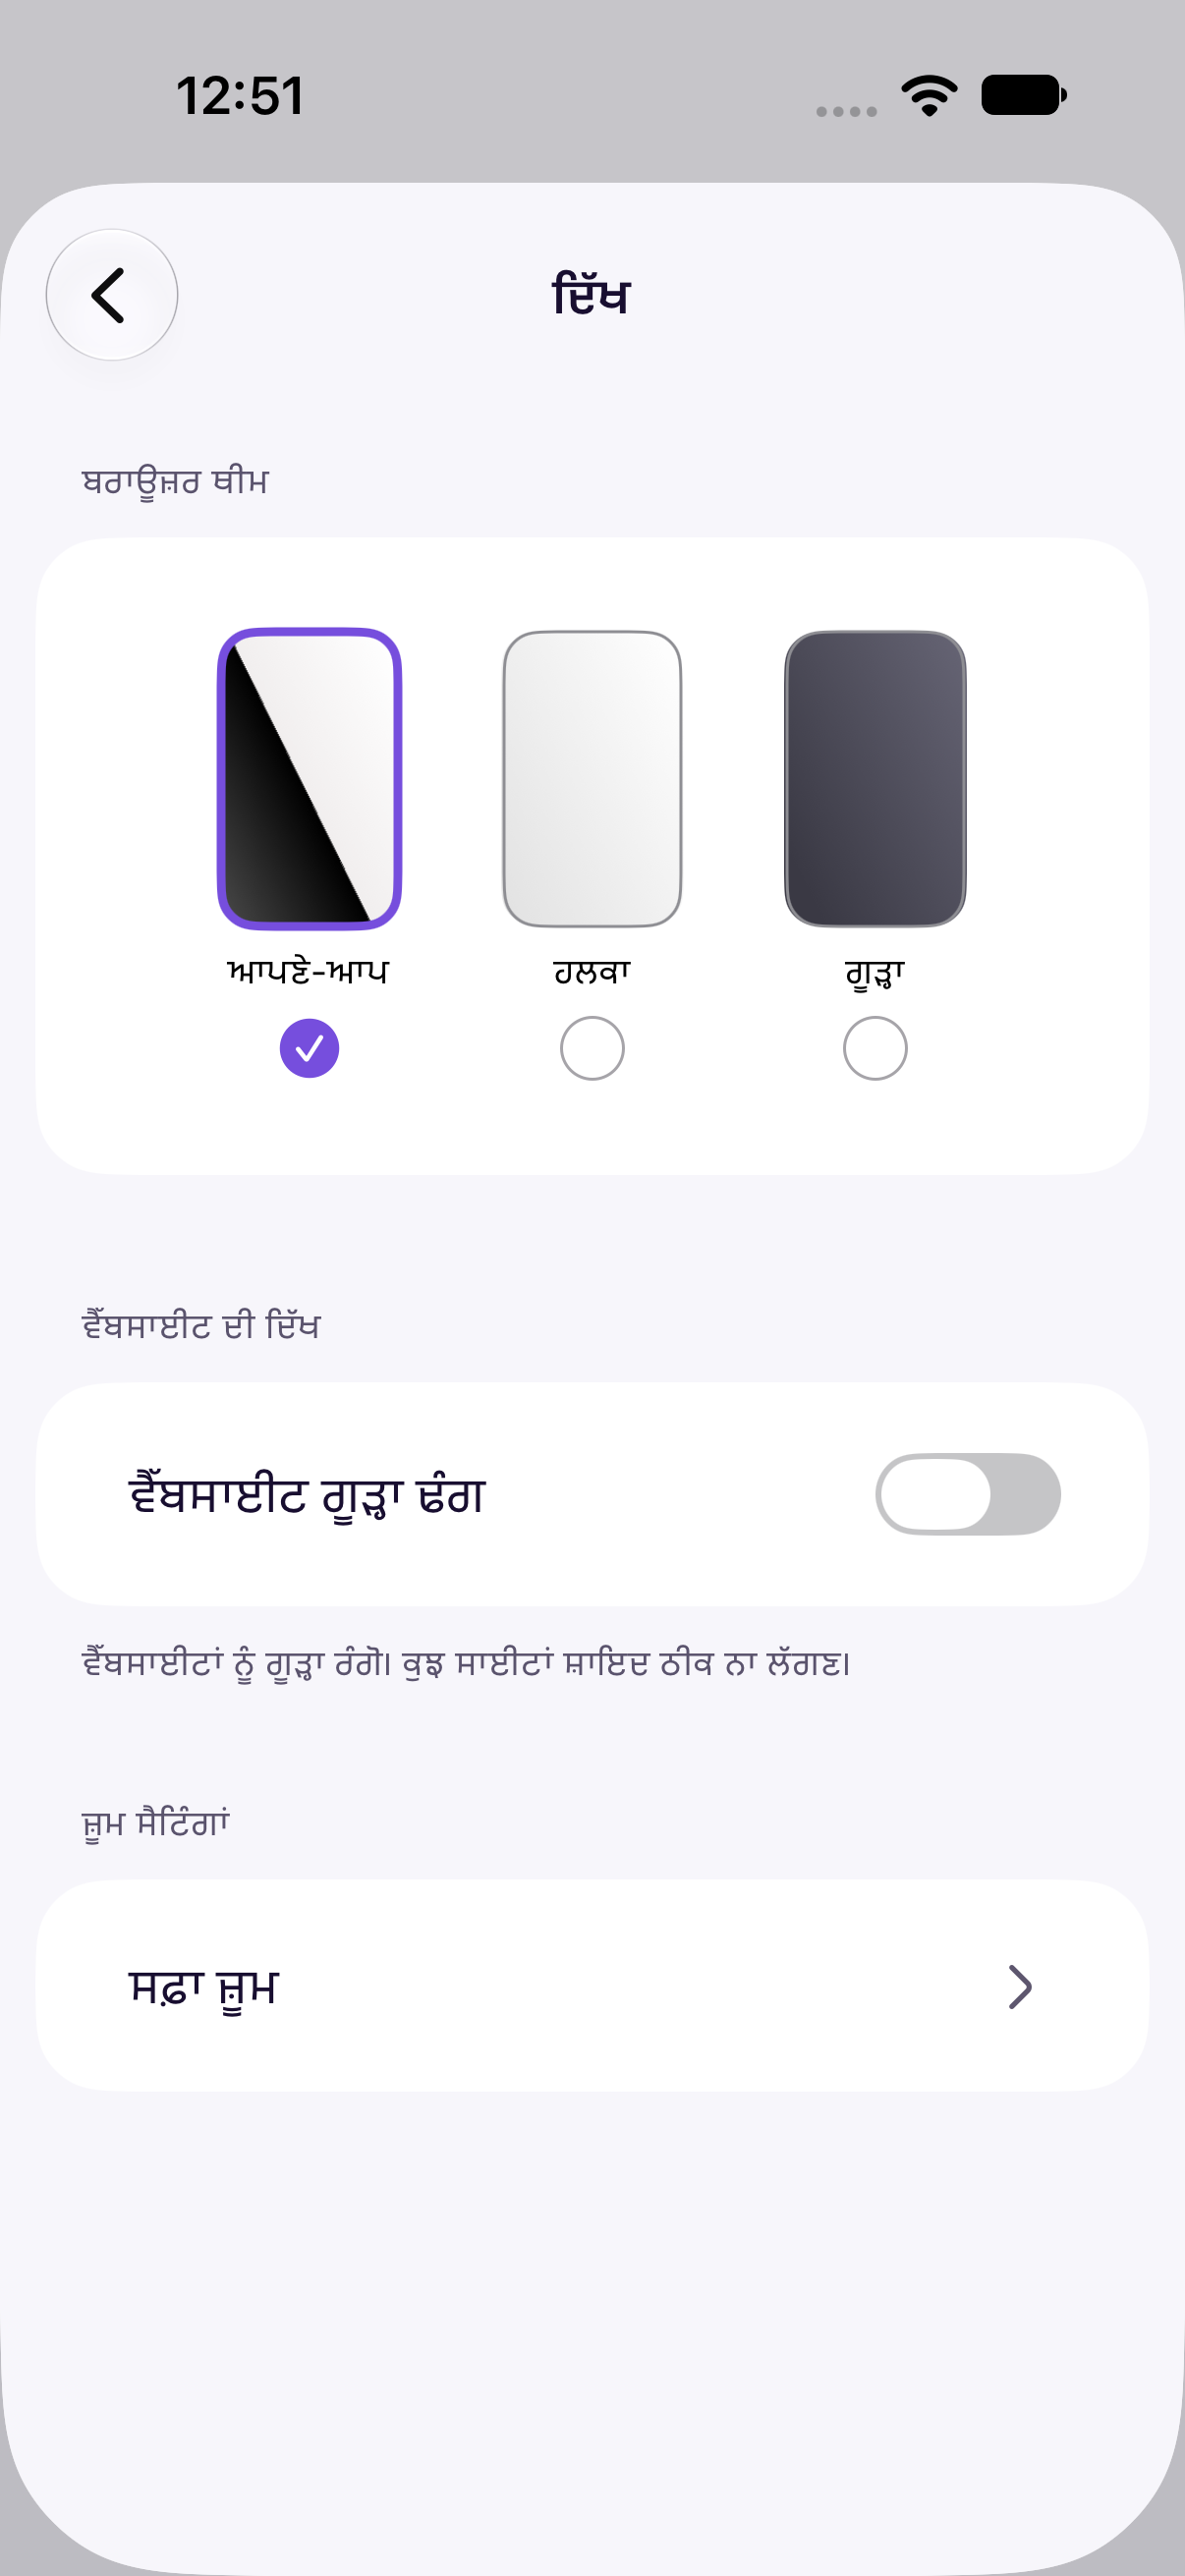 12:51
ਦਿੱਖ
ਬਰਾਊਜ਼ਰ ਥੀਮ
ਆਪਣੇ-ਆਪ
ਹਲਕਾ
ਗੂੜ੍ਹਾ
ਵੈੱਬਸਾਈਟ ਦੀ ਦਿੱਖ
ਵੈੱਬਸਾਈਟ ਗੂੜ੍ਹਾ ਢੰਗ
ਵੈੱਬਸਾਈਟਾਂ ਨੂੰ ਗੂੜ੍ਹਾ ਰੰਗੋ। ਕੁਝ ਸਾਈਟਾਂ ਸ਼ਾਇਦ ਠੀਕ ਨਾ ਲੱਗਣ।
ਜ਼ੂਮ ਸੈਟਿੰਗਾਂ
ਸਫ਼ਾ ਜ਼ੂਮ